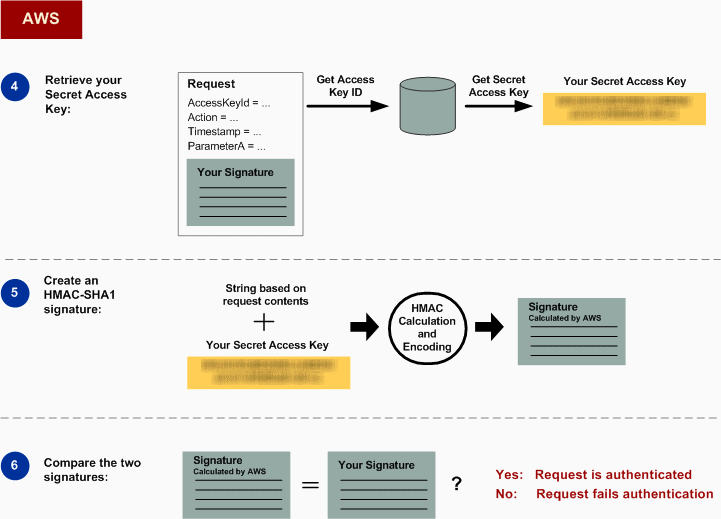 AWS
4
Retrieve your
Secret Access
Key:
Request
AccessKeyId = ...
Action = ...
Timestamp = ...
ParameterA = ...
Your Signature
Get Access
Key ID
Get Secret
Access Key
Your Secret Access Key
5
Create an
HMAC-SHA1
signature:
String based on
request contents
+
Your Secret Access Key
HMAC
Calculation
and
Encoding
Signature
Calculated by AWS
6
Compare the two
signatures:
Signature
Calculated by AWS
=
Your Signature
?
Yes: Request is authenticated
No: Request fails authentication